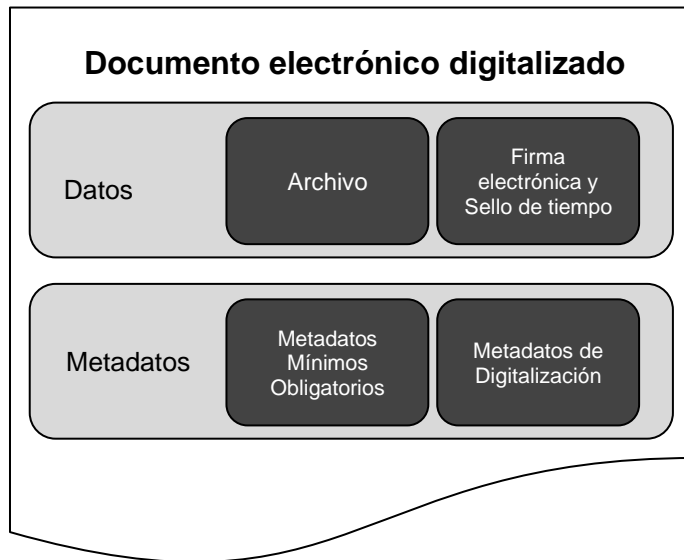 Documento electrónico digitalizado
Datos
Archivo
Firma
electrónica y
Sello de tiempo
Metadatos
Metadatos
Mínimos
Obligatorios
Metadatos de
Digitalización